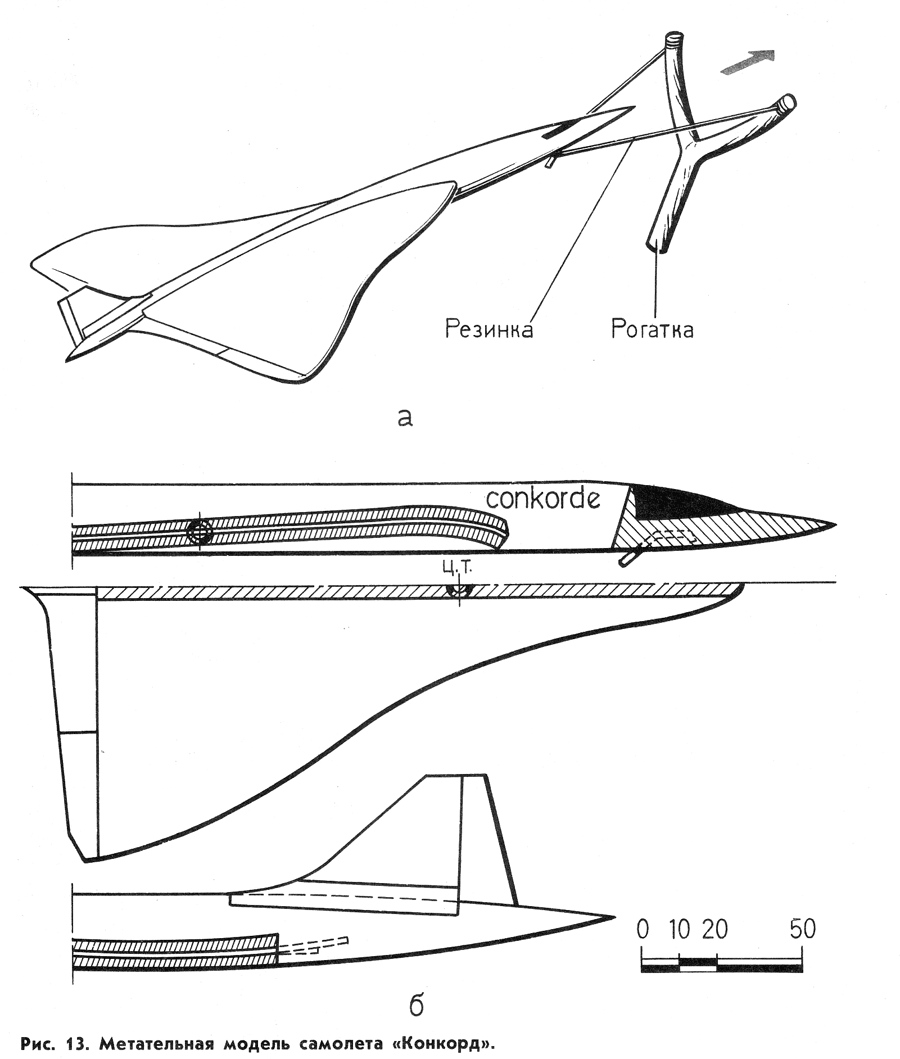 Резинка
Рогатка
а
conkorde
ц.т.
0 10 20 50
б
Рис. 13. Метательная модель самолета «Конкорд».